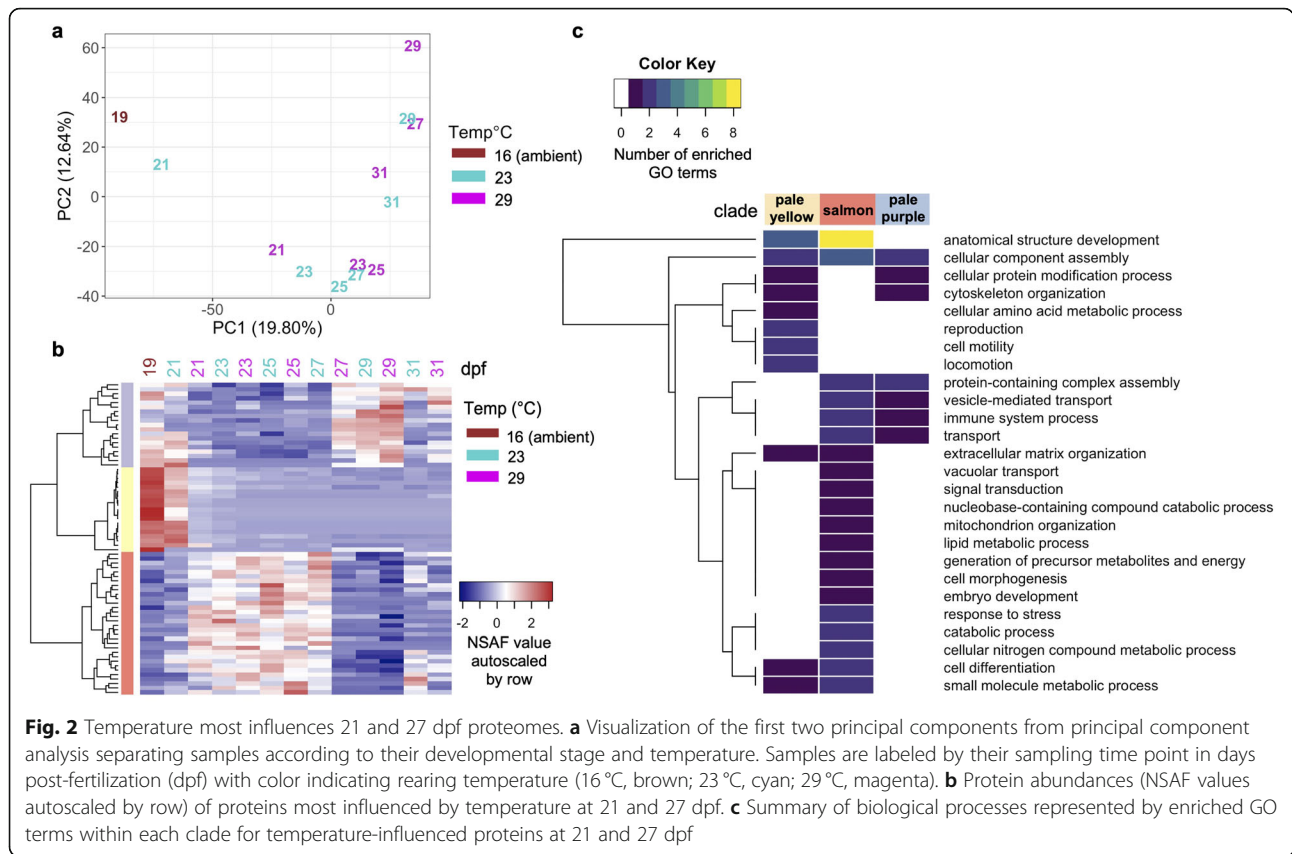 a
60
40
20
0
-20
-40
PC2 (12.64%)
-50
0
PC1 (19.80%)
19
21
29
29
27
31
31
21
23
23
27
25
25
Temp°C
16 (ambient)
23
29
b
19 21 21 23 23 25 25 27 27 29 29 31 31
dpf
Temp (°C)
16 (ambient)
23
29
-2 0 2
NSAF value
autoscaled
by row
c
Color Key
0 2 4 6 8
Number of enriched
GO terms
clade
pale yellow
salmon
pale purple
anatomical structure development
cellular component assembly
cellular protein modification process
cytoskeleton organization
cellular amino acid metabolic process
reproduction
cell motility
locomotion
protein-containing complex assembly
vesicle-mediated transport
immune system process
transport
extracellular matrix organization
vacuolar transport
signal transduction
nucleobase-containing compound catabolic process
mitochondrion organization
lipid metabolic process
generation of precursor metabolites and energy
cell morphogenesis
embryo development
response to stress
catabolic process
cellular nitrogen compound metabolic process
cell differentiation
small molecule metabolic process
Fig. 2 Temperature most influences 21 and 27 dpf proteomes. a Visualization of the first two principal components from principal component
analysis separating samples according to their developmental stage and temperature. Samples are labeled by their sampling time point in days
post-fertilization (dpf) with color indicating rearing temperature (16 °C, brown; 23 °C, cyan; 29 °C, magenta). b Protein abundances (NSAF values
autoscaled by row) of proteins most influenced by temperature at 21 and 27 dpf. c Summary of biological processes represented by enriched GO
terms within each clade for temperature-influenced proteins at 21 and 27 dpf